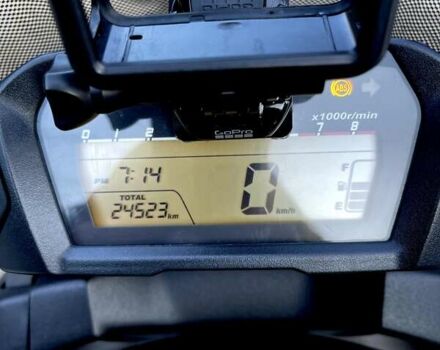 ABS
x1000r/min
0 1 2 7 8
GoPro
PM 7:14
TOTAL
24523 km
0 km/h
F
E